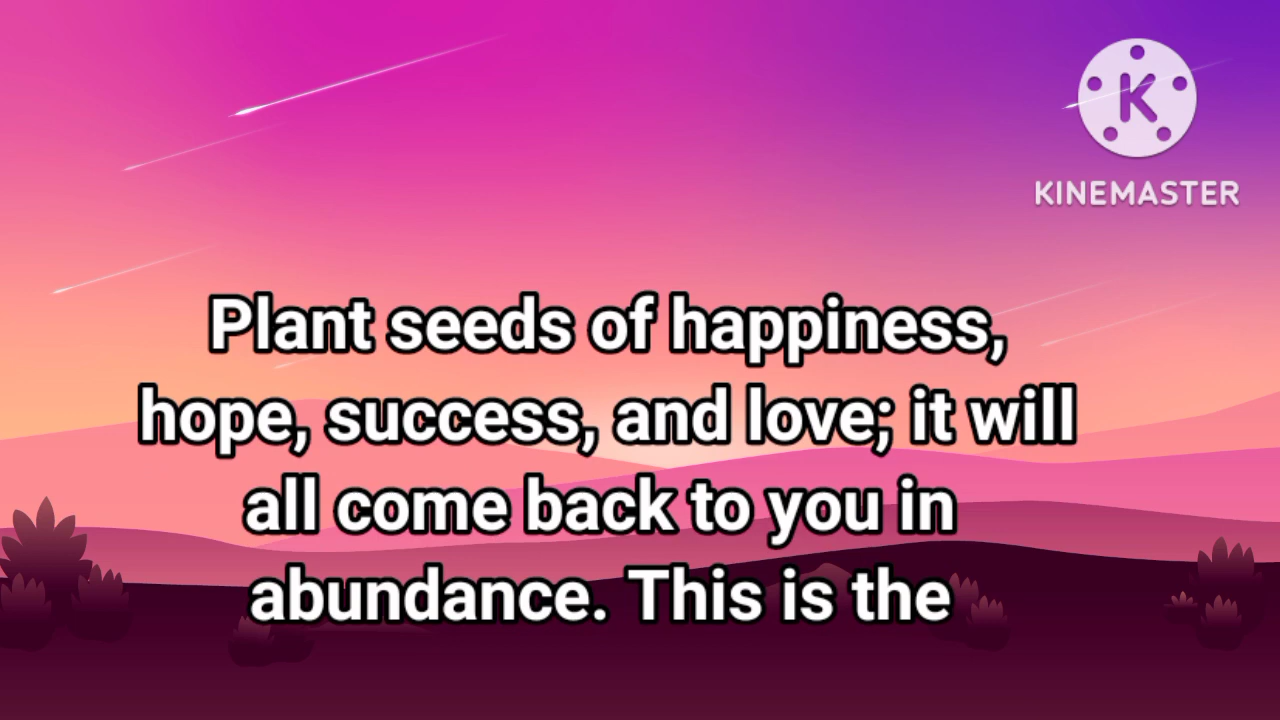 KINEMASTER
Plant seeds of happiness,
hope, success, and love; it will
all come back to you in
abundance. This is the